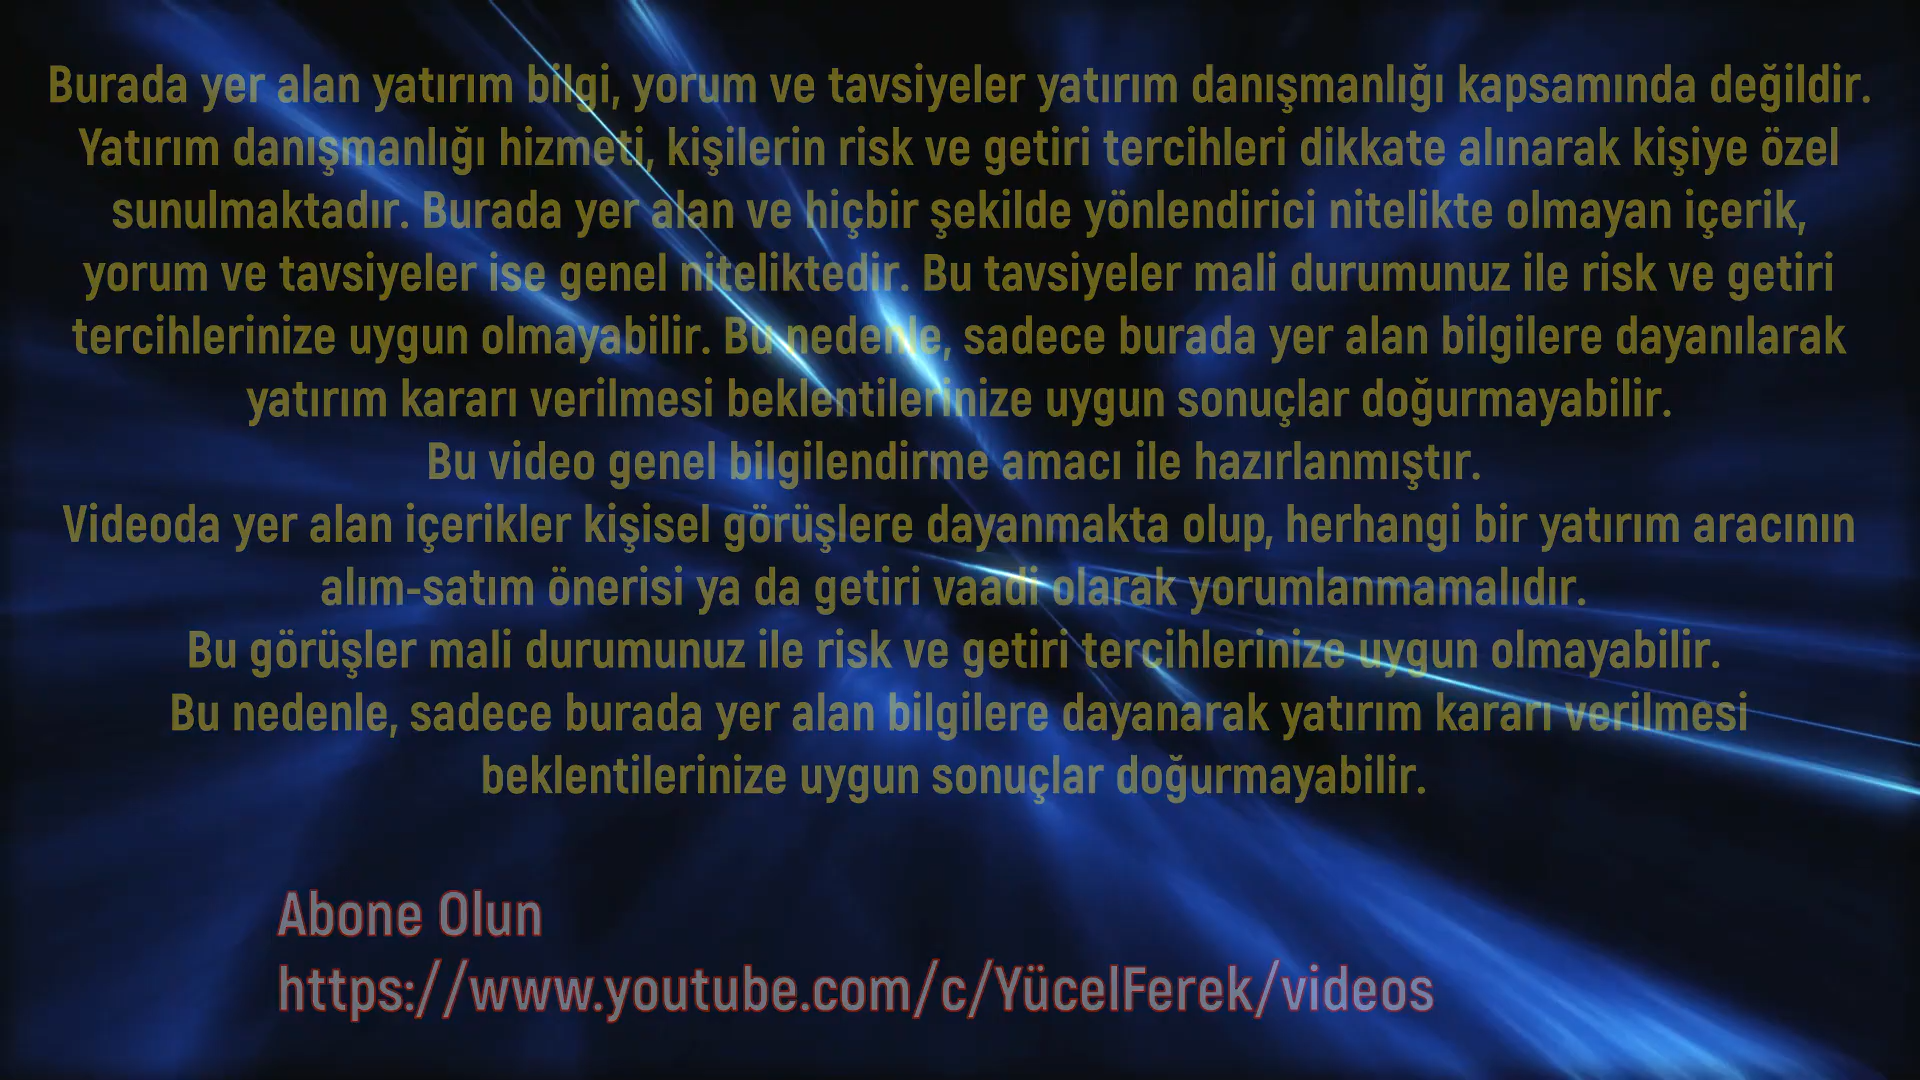 Burada yer alan yatırım bilgi, yorum ve tavsiyeler yatırım danışmanlığı kapsamında değildir.
Yatırım danışmanlığı hizmeti, kişilerin risk ve getiri tercihleri dikkate alınarak kişiye özel
sunulmaktadır. Burada yer alan ve hiçbir şekilde yönlendirici nitelikte olmayan içerik,
yorum ve tavsiyeler ise genel niteliktedir. Bu tavsiyeler mali durumunuz ile risk ve getiri
tercihlerinize uygun olmayabilir. Bu nedenle, sadece burada yer alan bilgilere dayanılarak
yatırım kararı verilmesi beklentilerinize uygun sonuçlar doğurmayabilir.
Bu video genel bilgilendirme amacı ile hazırlanmıştır.
Videoda yer alan içerikler kişisel görüşlere dayanmakta olup, herhangi bir yatırım aracının
alım-satım önerisi ya da getiri vaadi olarak yorumlanmamalıdır.
Bu görüşler mali durumunuz ile risk ve getiri tercihlerinize uygun olmayabilir.
Bu nedenle, sadece burada yer alan bilgilere dayanarak yatırım kararı verilmesi
beklentilerinize uygun sonuçlar doğurmayabilir.
Abone Olun
https://www.youtube.com/c/YücelFerek/videos